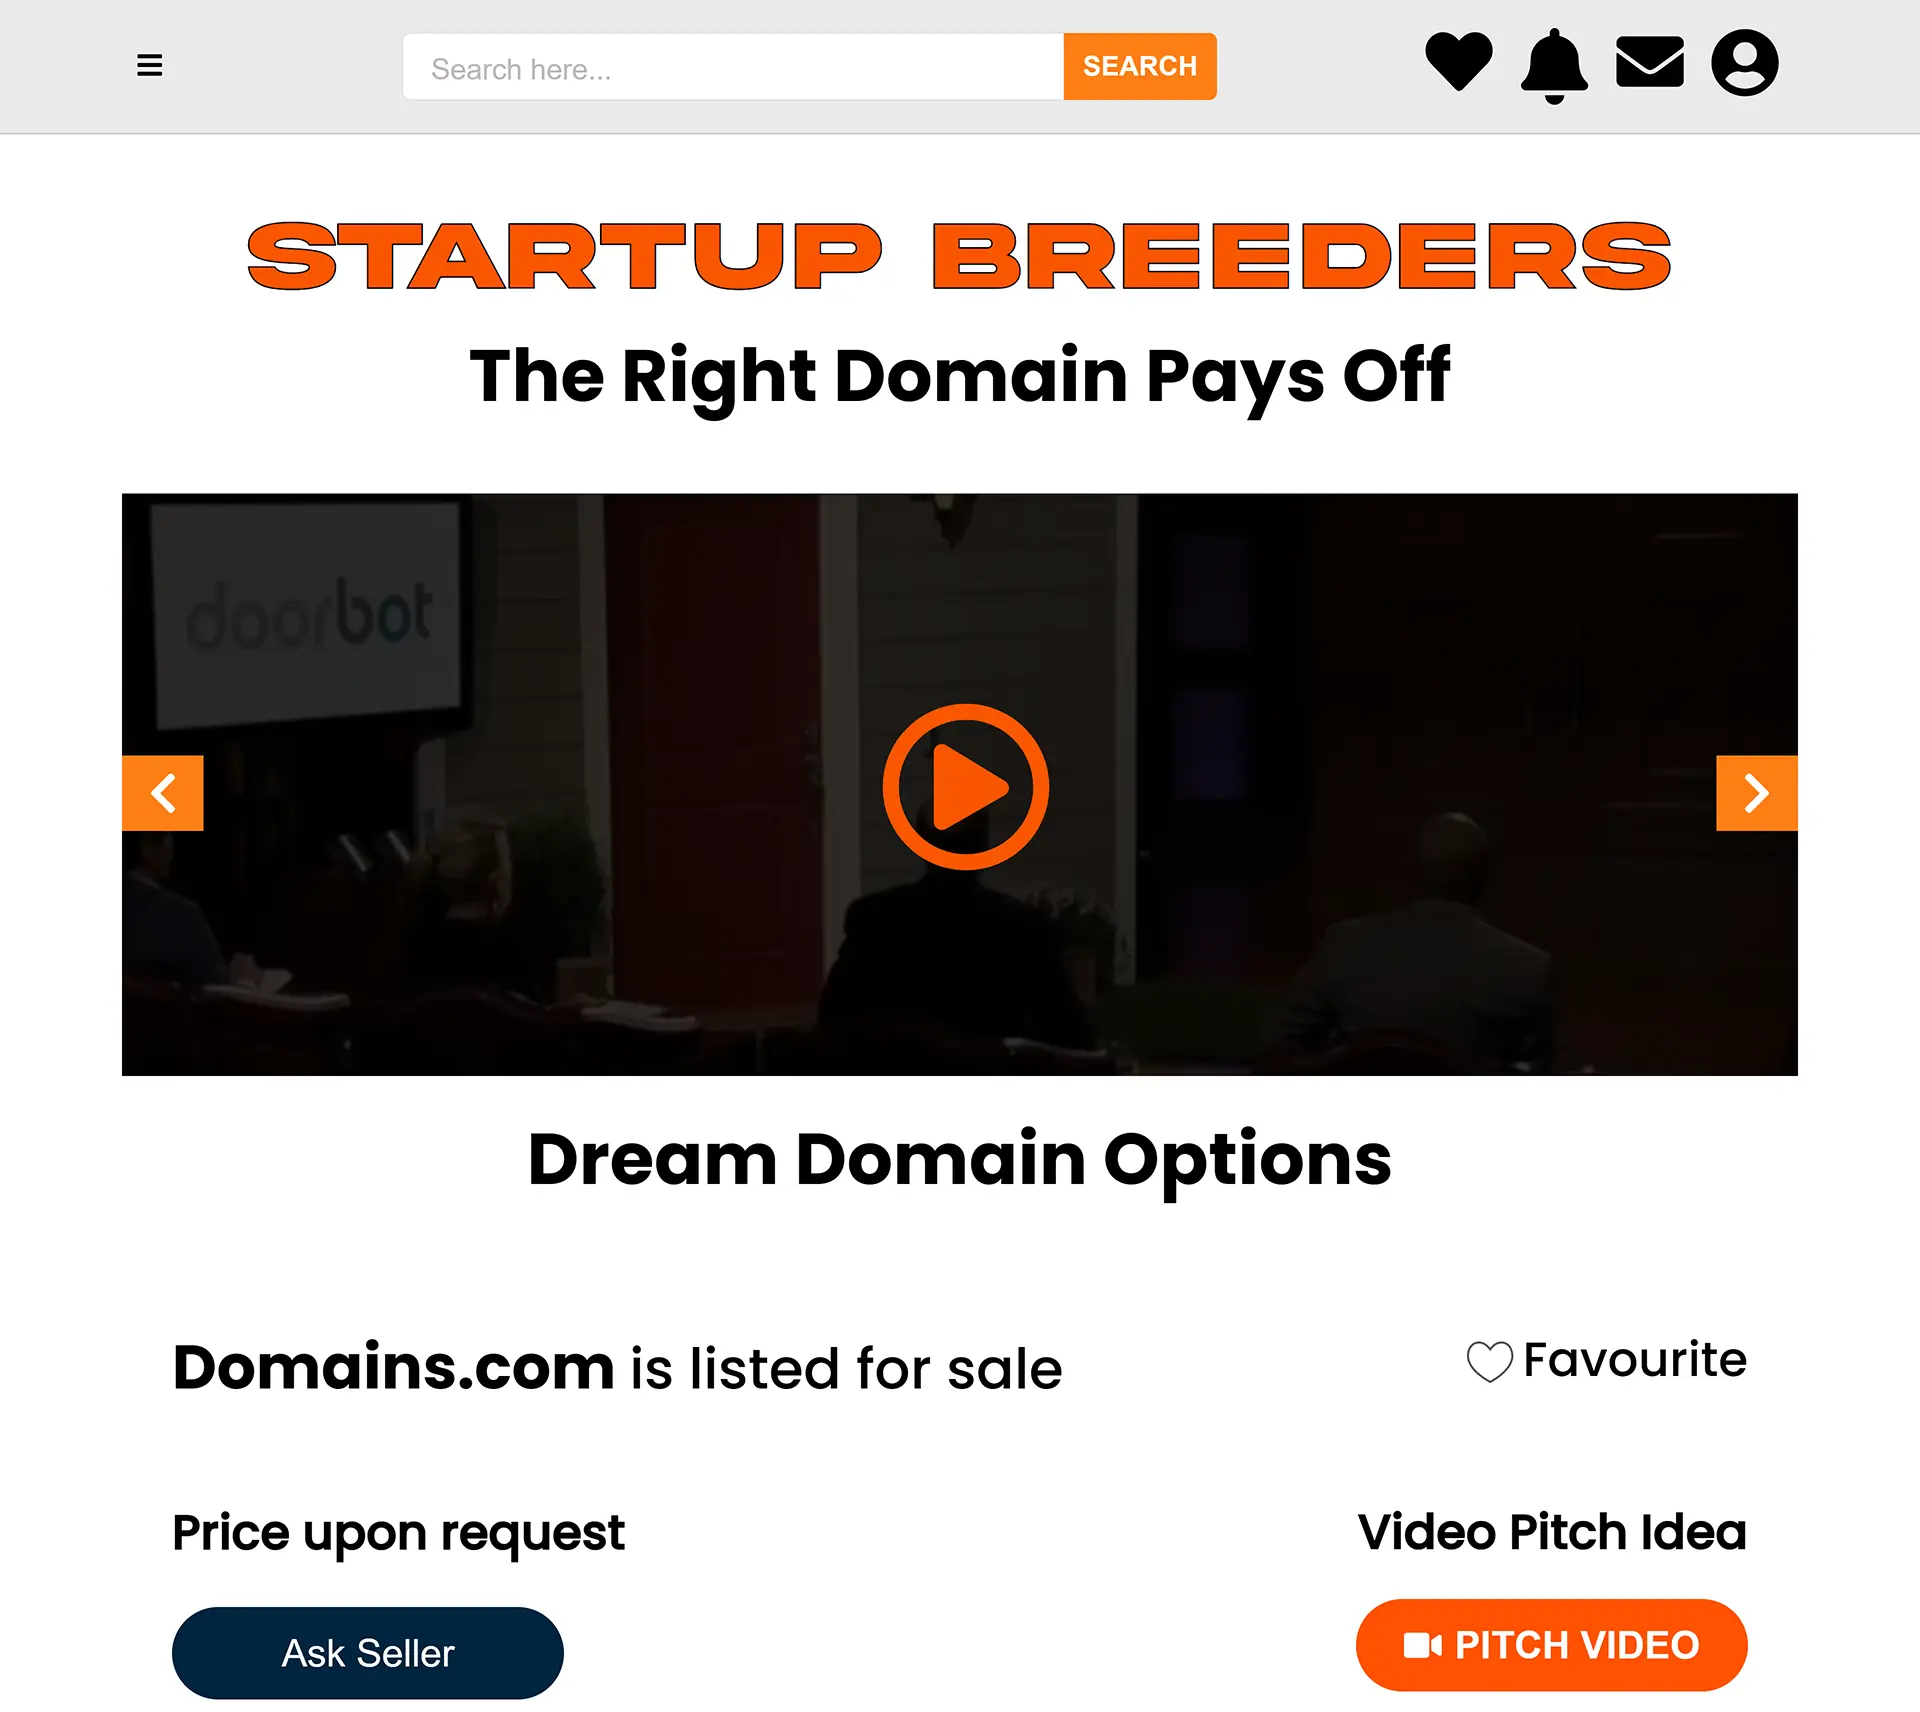 Search here...
SEARCH
STARTUP BREEDERS
The Right Domain Pays Off
doorbot
Dream Domain Options
Domains.com is listed for sale
Favourite
Price upon request
Video Pitch Idea
Ask Seller
PITCH VIDEO